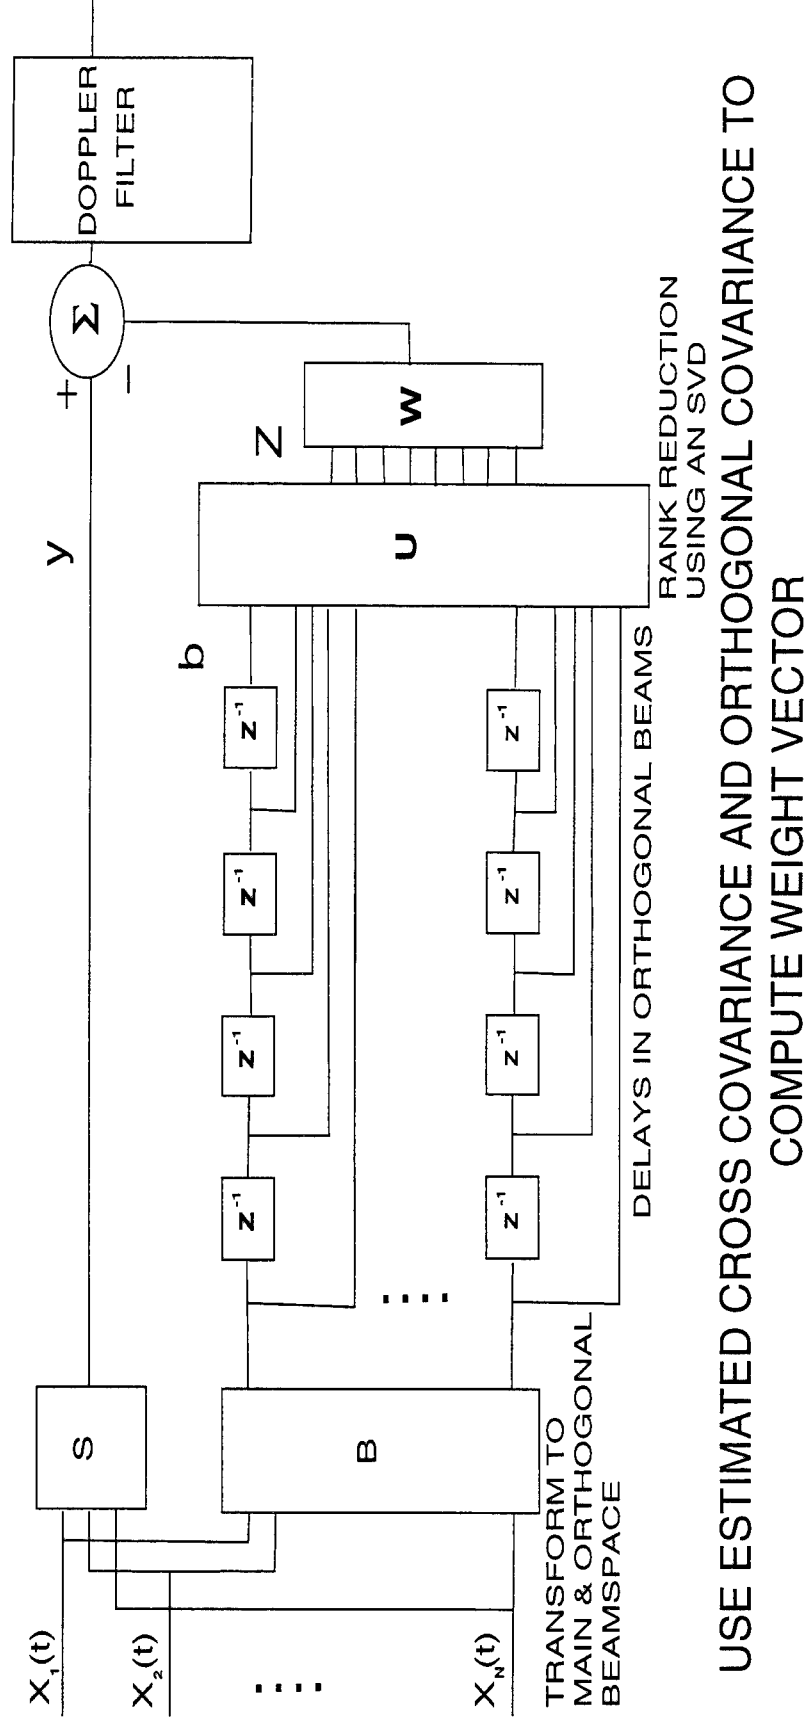 X₁(t)
X₂(t)
....
X_N(t)
S
B
TRANSFORM TO
MAIN & ORTHOGONAL
BEAMSPACE
z⁻¹
z⁻¹
z⁻¹
z⁻¹
....
z⁻¹
z⁻¹
z⁻¹
z⁻¹
DELAYS IN ORTHOGONAL BEAMS
b
y
U
RANK REDUCTION
USING AN SVD
Z
W
+
−
Σ
DOPPLER
FILTER
USE ESTIMATED CROSS COVARIANCE AND ORTHOGONAL COVARIANCE TO
COMPUTE WEIGHT VECTOR